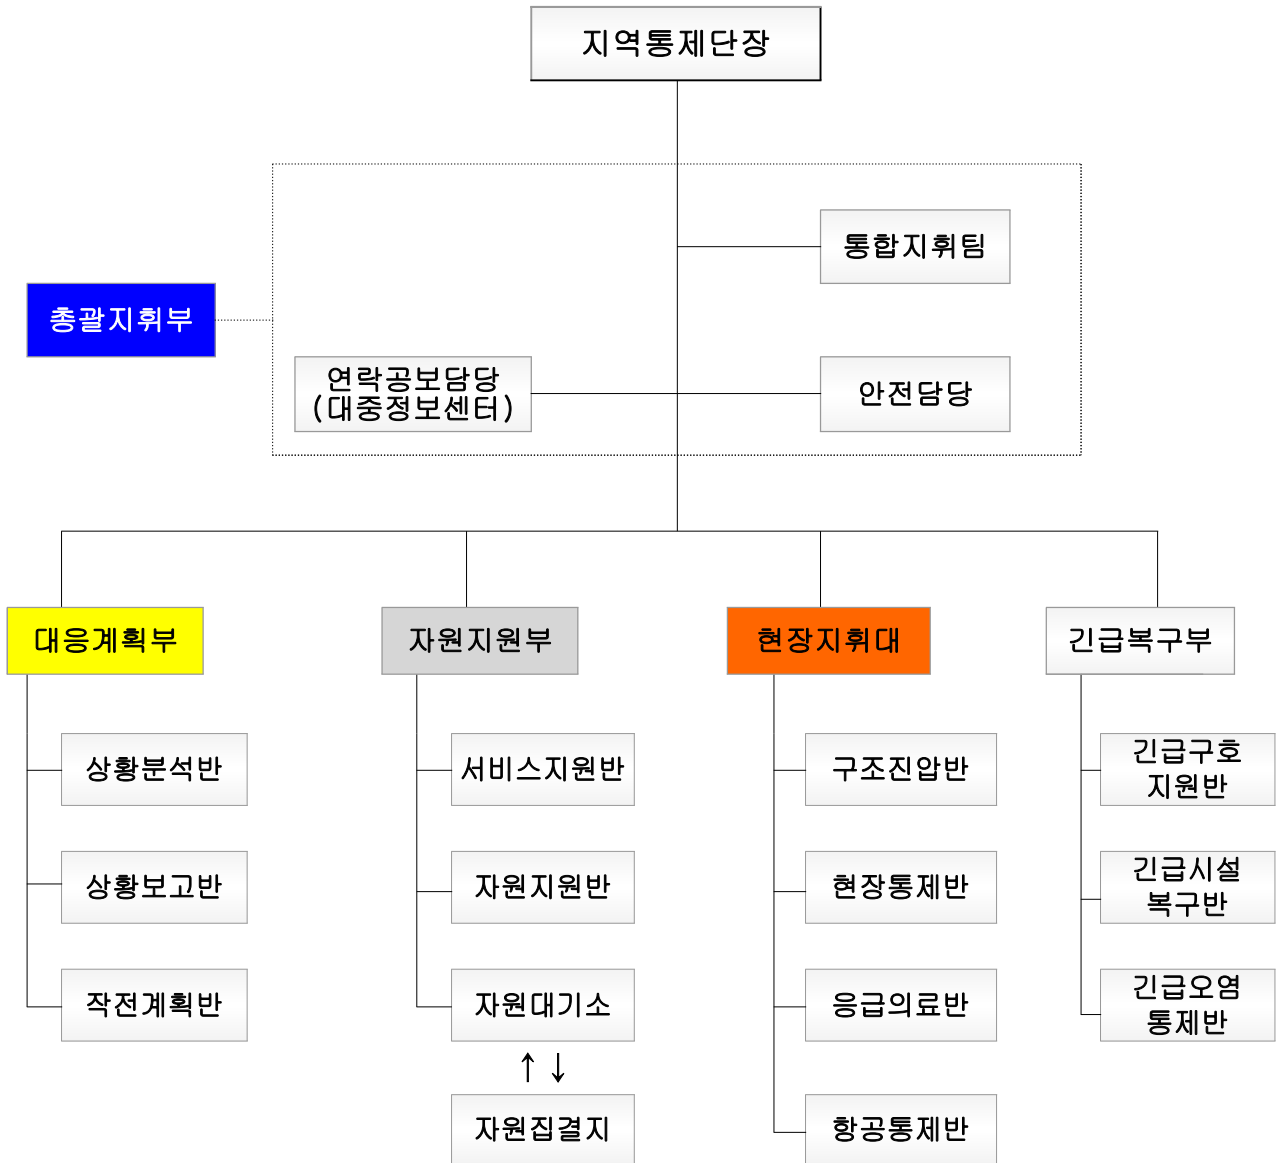 지역통제단장
통합지휘팀
총괄지휘부
연락공보담당
(대중정보센터)
안전담당
대응계획부
자원지원부
현장지휘대
긴급복구부
상황분석반
서비스지원반
구조진압반
긴급구호
지원반
상황보고반
자원지원반
현장통제반
긴급시설
복구반
작전계획반
자원대기소
응급의료반
긴급오염
통제반
↑ ↓
자원집결지
항공통제반